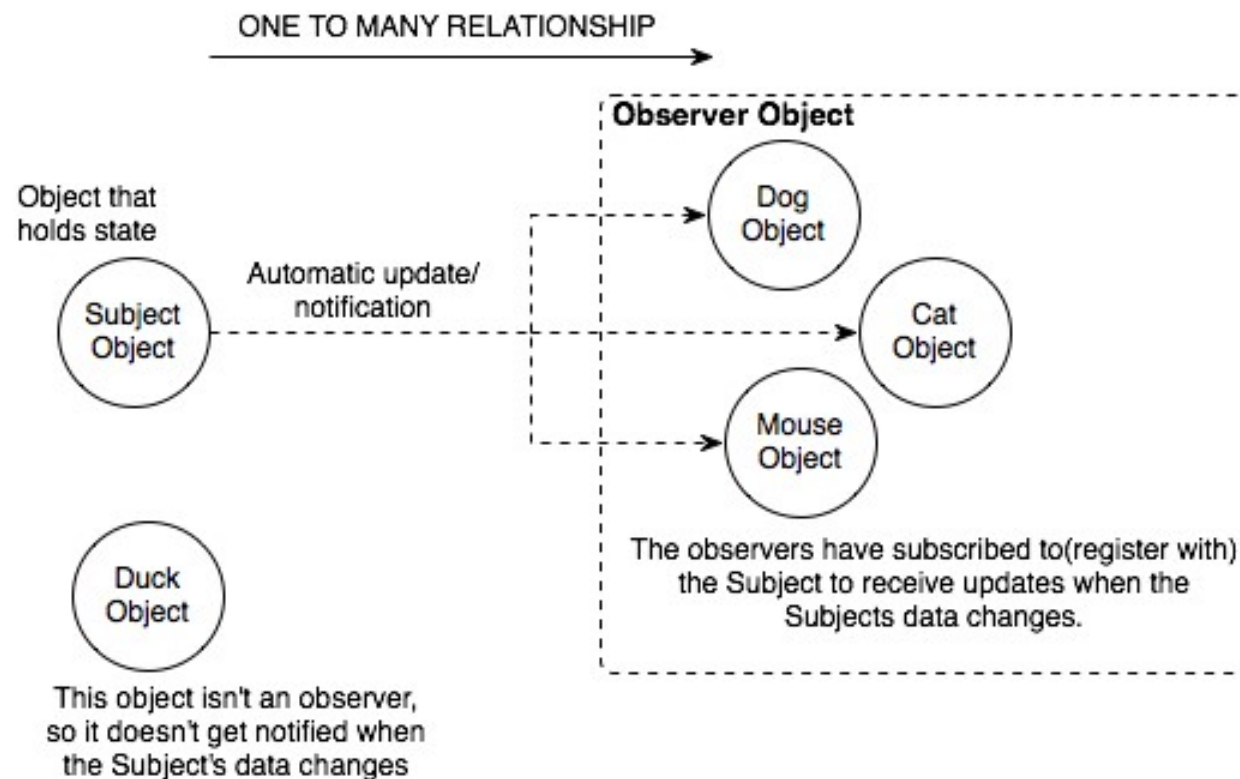 ONE TO MANY RELATIONSHIP
Observer Object
Dog
Object
Object that
holds state
Automatic update/
notification
Subject
Object
Cat
Object
Mouse
Object
The observers have subscribed to(register with)
the Subject to receive updates when the
Subjects data changes.
Duck
Object
This object isn't an observer,
so it doesn't get notified when
the Subject's data changes